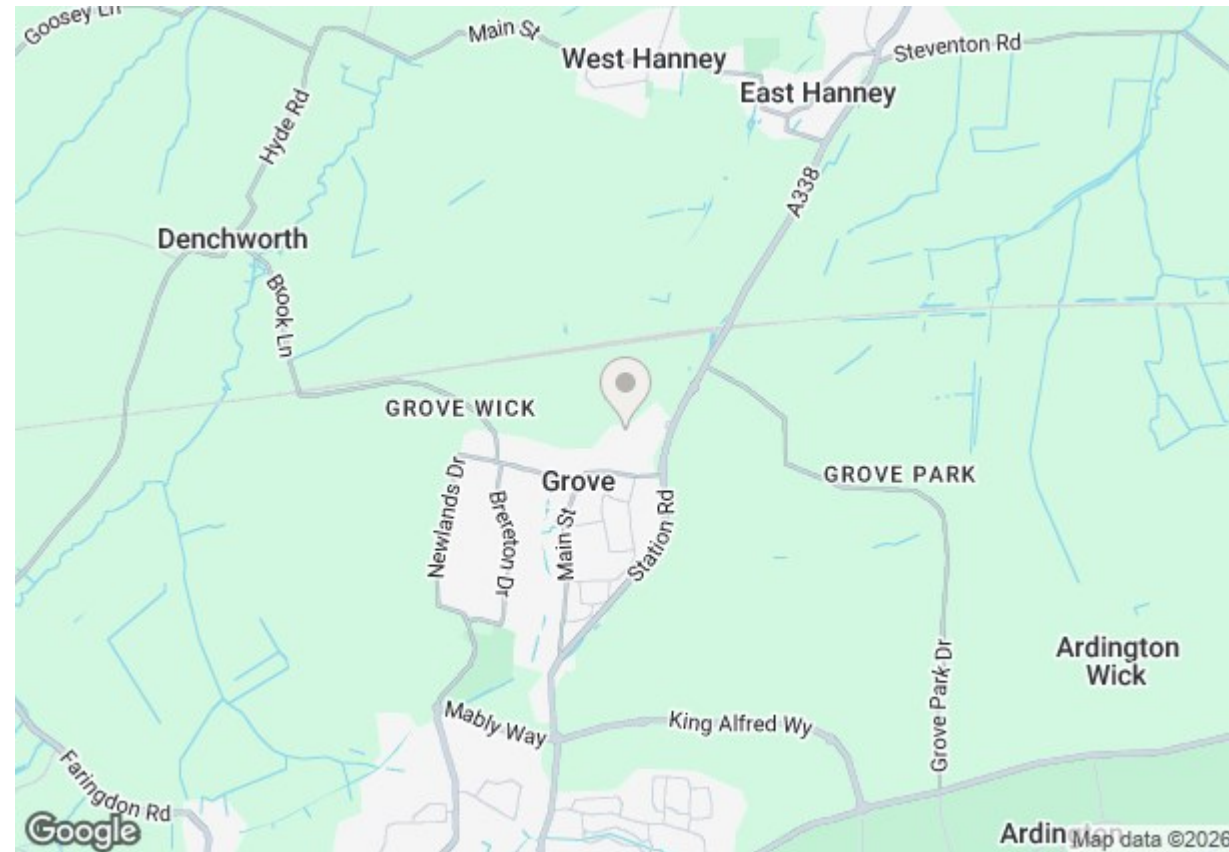 Goosey Ln
Main St
West Hanney
Steventon Rd
East Hanney
Hyde Rd
A338
Denchworth
Brook Ln
GROVE WICK
GROVE PARK
Newlands Dr
Grove
Brereton Dr
Main St
Station Rd
Ardington
Wick
Grove Park Dr
Mably Way
King Alfred Wy
Faringdon Rd
Google
Ardington
Map data ©2026